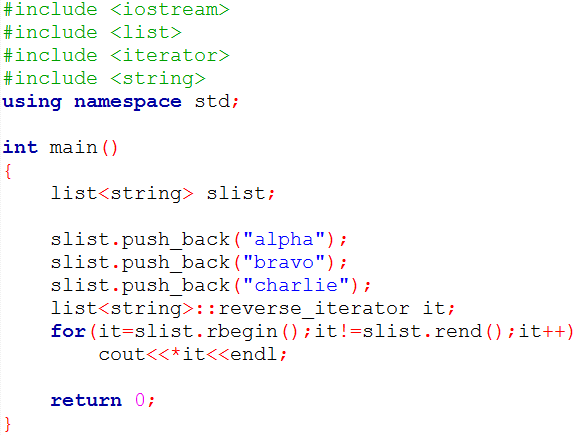 #include <iostream>
#include <list>
#include <iterator>
#include <string>
using namespace std;

int main()
{
    list<string> slist;

    slist.push_back("alpha");
    slist.push_back("bravo");
    slist.push_back("charlie");
    list<string>::reverse_iterator it;
    for(it=slist.rbegin();it!=slist.rend();it++)
        cout<<*it<<endl;

    return 0;
}